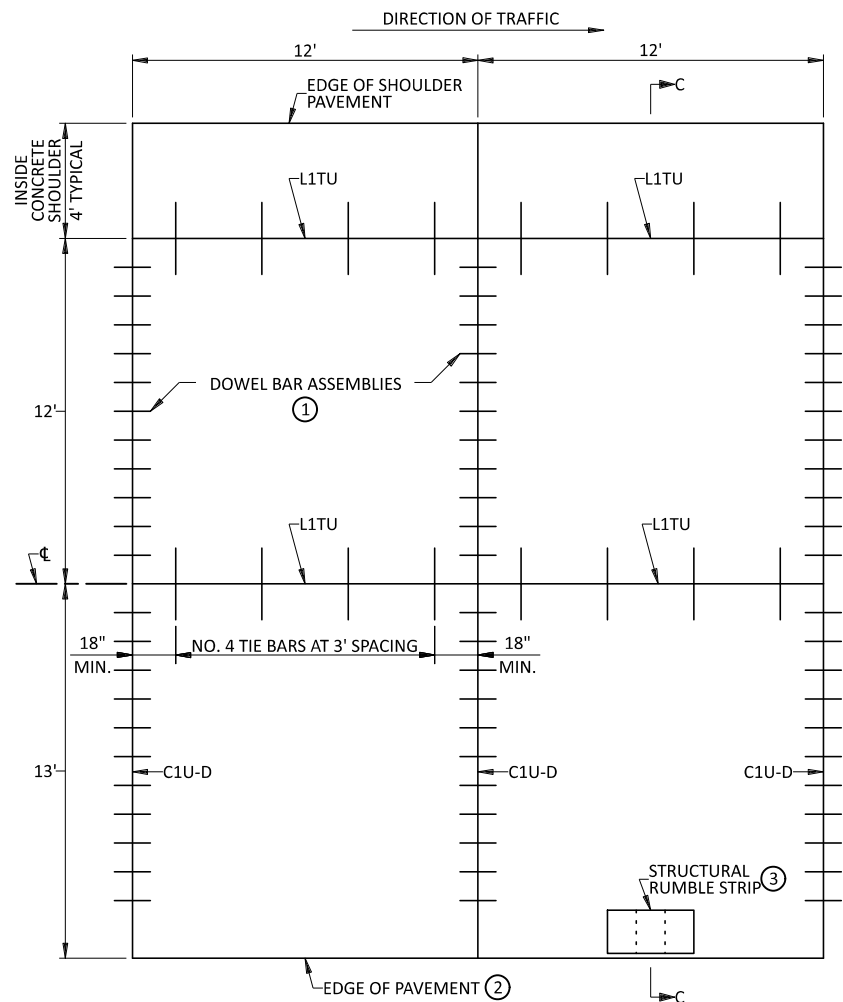 DIRECTION OF TRAFFIC
12'
12'
EDGE OF SHOULDER
PAVEMENT
C
INSIDE
CONCRETE
SHOULDER
4' TYPICAL
L1TU
L1TU
DOWEL BAR ASSEMBLIES
1
12'
L1TU
L1TU
℄
18"
MIN.
NO. 4 TIE BARS AT 3' SPACING
18"
MIN.
13'
C1U-D
C1U-D
C1U-D
STRUCTURAL
RUMBLE STRIP 3
EDGE OF PAVEMENT 2
C